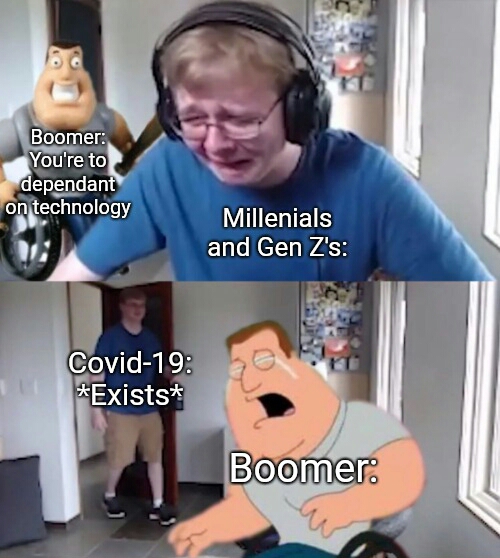 Boomer:
You're to
dependant
on technology
Millenials
and Gen Z's:
Covid-19:
*Exists*
Boomer: